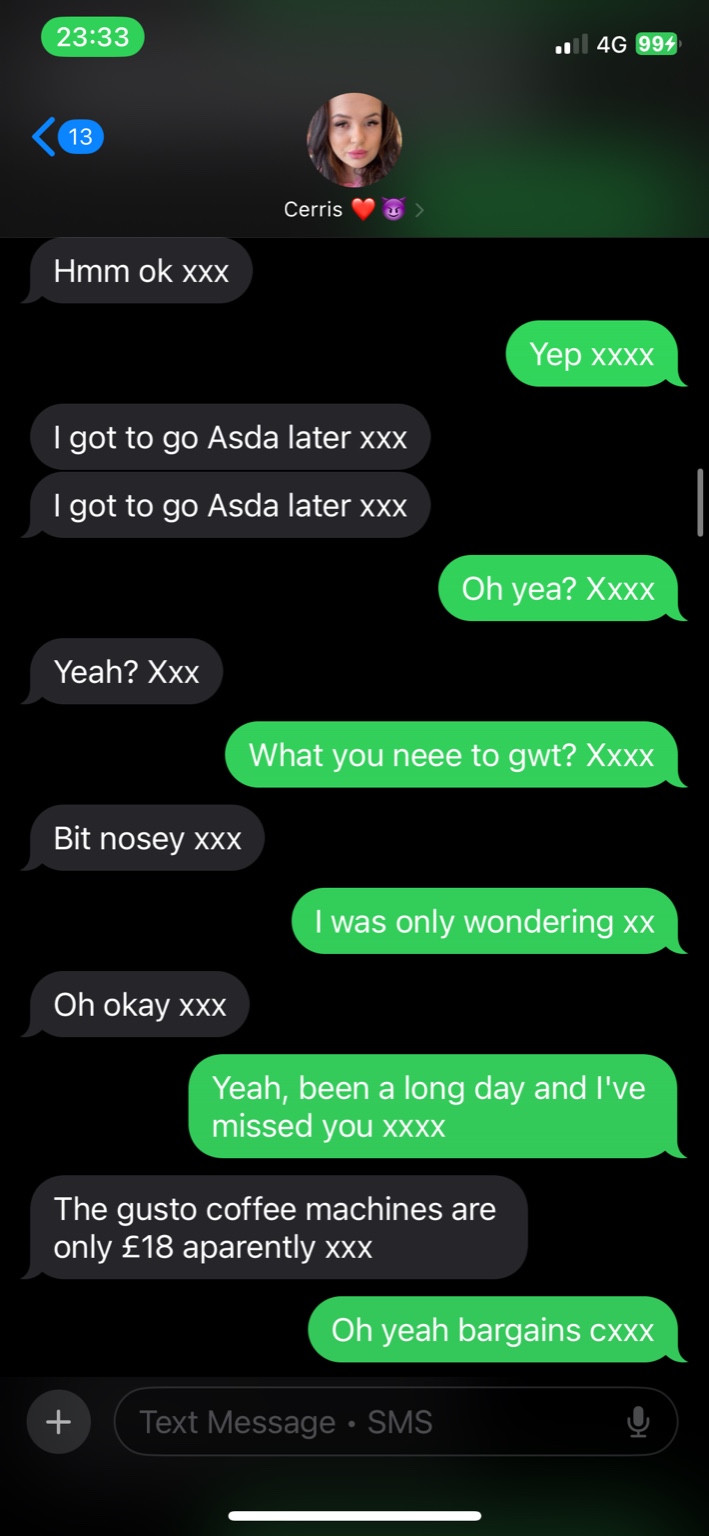 23:33
4G 99
13
Cerris ❤️ 😈
Hmm ok xxx
Yep xxxx
I got to go Asda later xxx
I got to go Asda later xxx
Oh yea? Xxxx
Yeah? Xxx
What you neee to gwt? Xxxx
Bit nosey xxx
I was only wondering xx
Oh okay xxx
Yeah, been a long day and I've
missed you xxxx
The gusto coffee machines are
only £18 aparently xxx
Oh yeah bargains cxxx
Text Message • SMS